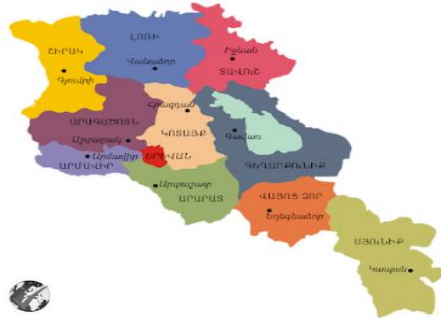 ՇԻՐԱԿ
Գյումրի
ԼՈՌԻ
Վանաձոր
Իջևան
ՏԱՎՈՒՇ
ԱՐԱԳԱԾՈՏՆ
Աշտարակ
Հրազդան
ԿՈՏԱՅՔ
Գավառ
ԳԵՂԱՐՔՈՒՆԻՔ
ԱՐՄԱՎԻՐ
Արմավիր
ԵՐԵՎԱՆ
Արտաշատ
ԱՐԱՐԱՏ
ՎԱՅՈՑ ՁՈՐ
Եղեգնաձոր
ՍՅՈՒՆԻՔ
Կապան